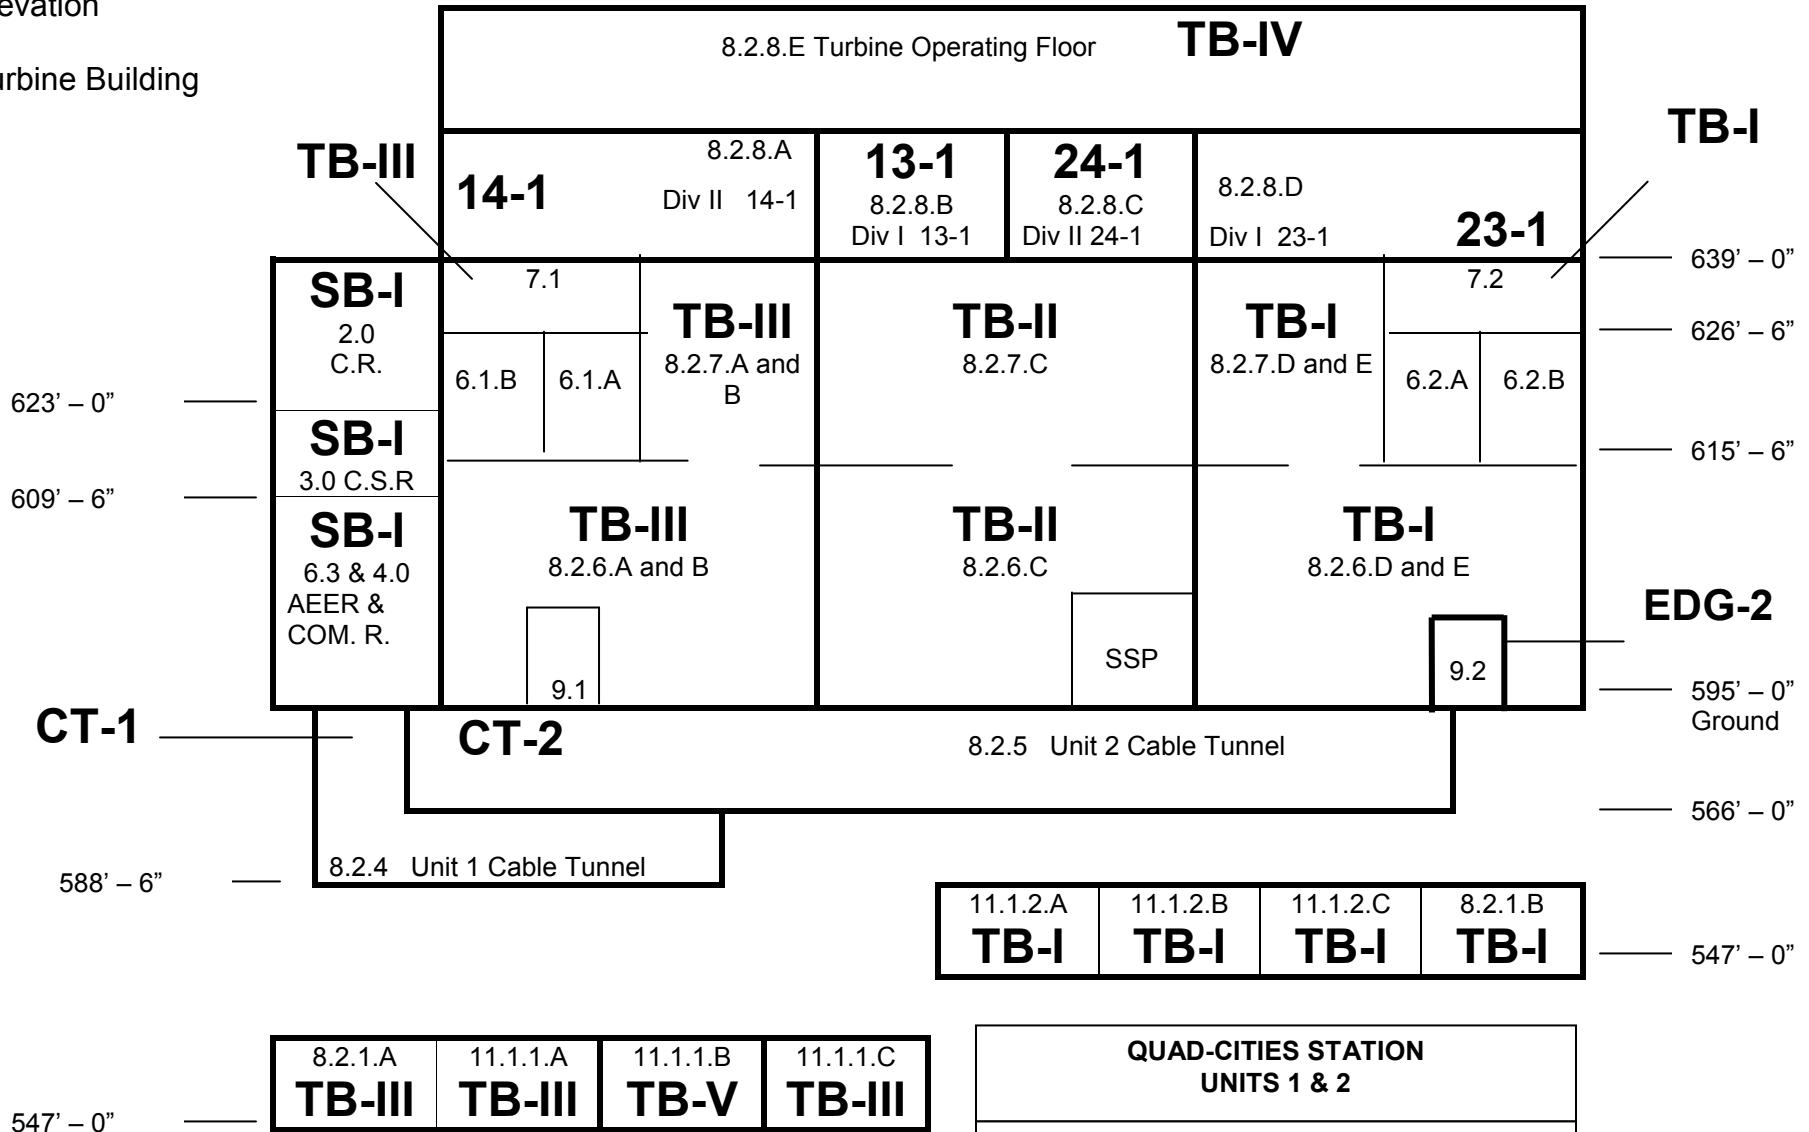 8.2.8.E Turbine Operating Floor TB-IV
urbine Building
TB-I
TB-III
14-1
8.2.8.A
Div II 14-1
13-1
8.2.8.B
Div I 13-1
24-1
8.2.8.C
Div II 24-1
8.2.8.D
Div I 23-1
23-1
639’ – 0”
626’ – 6”
615’ – 6”
595’ – 0”
Ground
566’ – 0”
547’ – 0”
SB-I
2.0
C.R.
SB-I
3.0 C.S.R
SB-I
6.3 & 4.0
AEER &
COM. R.
623’ – 0”
609’ – 6”
588’ – 6”
547’ – 0”
7.1
6.1.B
6.1.A
TB-III
8.2.7.A and
B
TB-II
8.2.7.C
TB-I
8.2.7.D and E
7.2
6.2.A
6.2.B
TB-III
8.2.6.A and B
9.1
TB-II
8.2.6.C
SSP
TB-I
8.2.6.D and E
9.2
EDG-2
CT-1
CT-2
8.2.5 Unit 2 Cable Tunnel
8.2.4 Unit 1 Cable Tunnel
11.1.2.A
TB-I
11.1.2.B
TB-I
11.1.2.C
TB-I
8.2.1.B
TB-I
8.2.1.A
TB-III
11.1.1.A
TB-III
11.1.1.B
TB-V
11.1.1.C
TB-III
QUAD-CITIES STATION
UNITS 1 & 2